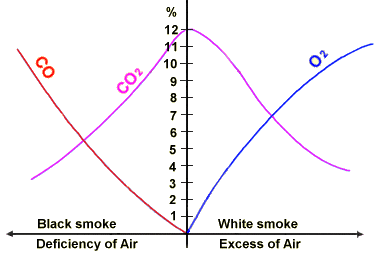 %
12
11
10
9
8
7
6
5
4
3
2
1
0
CO
CO2
O2
Black smoke
White smoke
Deficiency of Air
Excess of Air